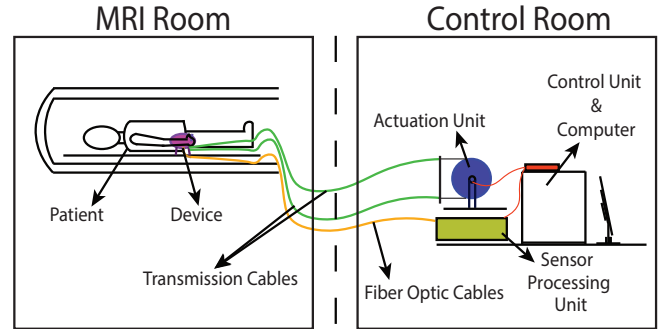 MRI Room
Control Room
Control Unit
&
Computer
Actuation Unit
Patient
Device
Transmission Cables
Fiber Optic Cables
Sensor
Processing
Unit